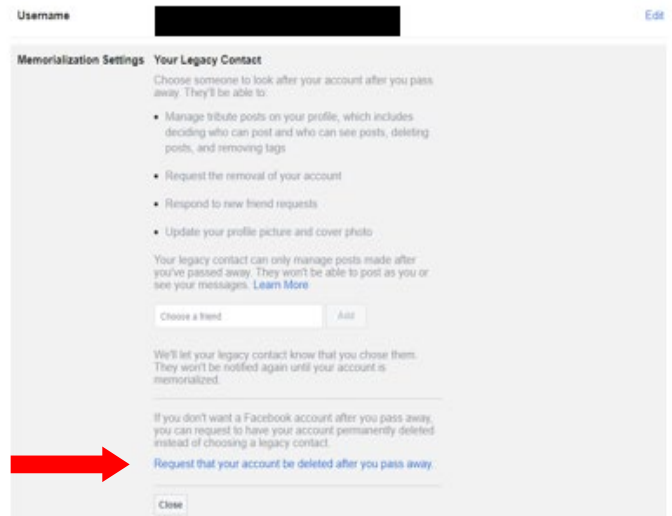 Username
Edit
Memorialization Settings
Your Legacy Contact
Choose someone to look after your account after you pass
away. They'll be able to:
• Manage tribute posts on your profile, which includes
deciding who can post and who can see posts, deleting
posts, and removing tags
• Request the removal of your account
• Respond to new friend requests
• Update your profile picture and cover photo
Your legacy contact can only manage posts made after
you've passed away. They won't be able to post as you or
see your messages. Learn More
Choose a friend
Add
We'll let your legacy contact know that you chose them.
They won't be notified again until your account is
memorialized.
If you don't want a Facebook account after you pass away,
you can request to have your account permanently deleted
instead of choosing a legacy contact.
Request that your account be deleted after you pass away.
Close